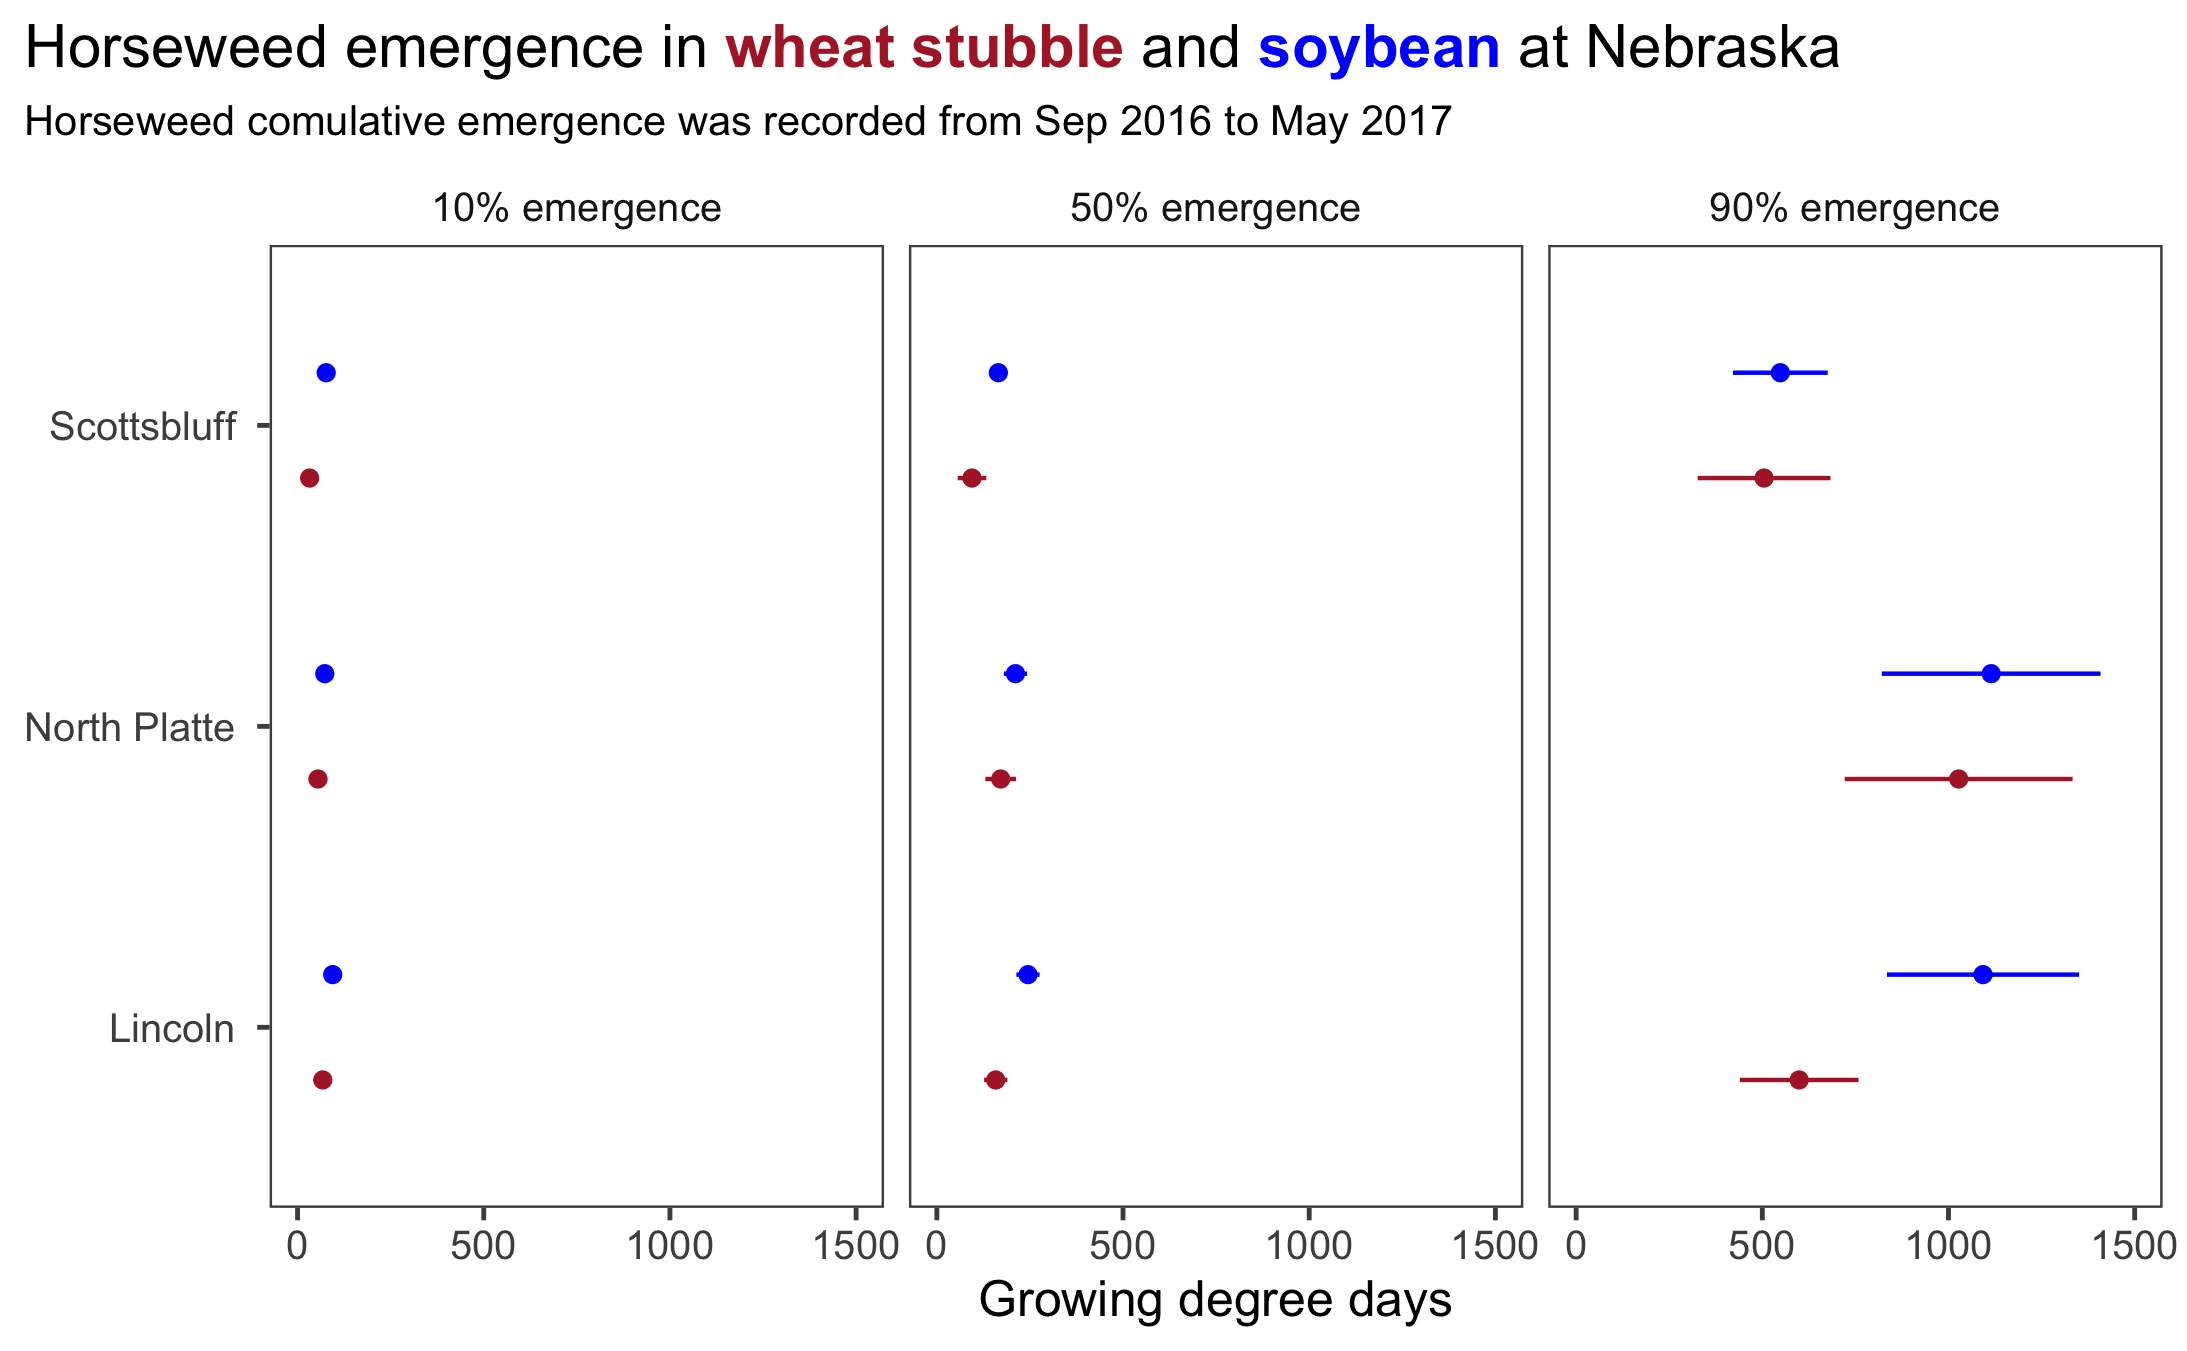 Horseweed emergence in wheat stubble and soybean at Nebraska
Horseweed comulative emergence was recorded from Sep 2016 to May 2017
10% emergence 50% emergence 90% emergence
Scottsbluff
North Platte
Lincoln
0 500 1000 1500 0 500 1000 1500 0 500 1000 1500
Growing degree days